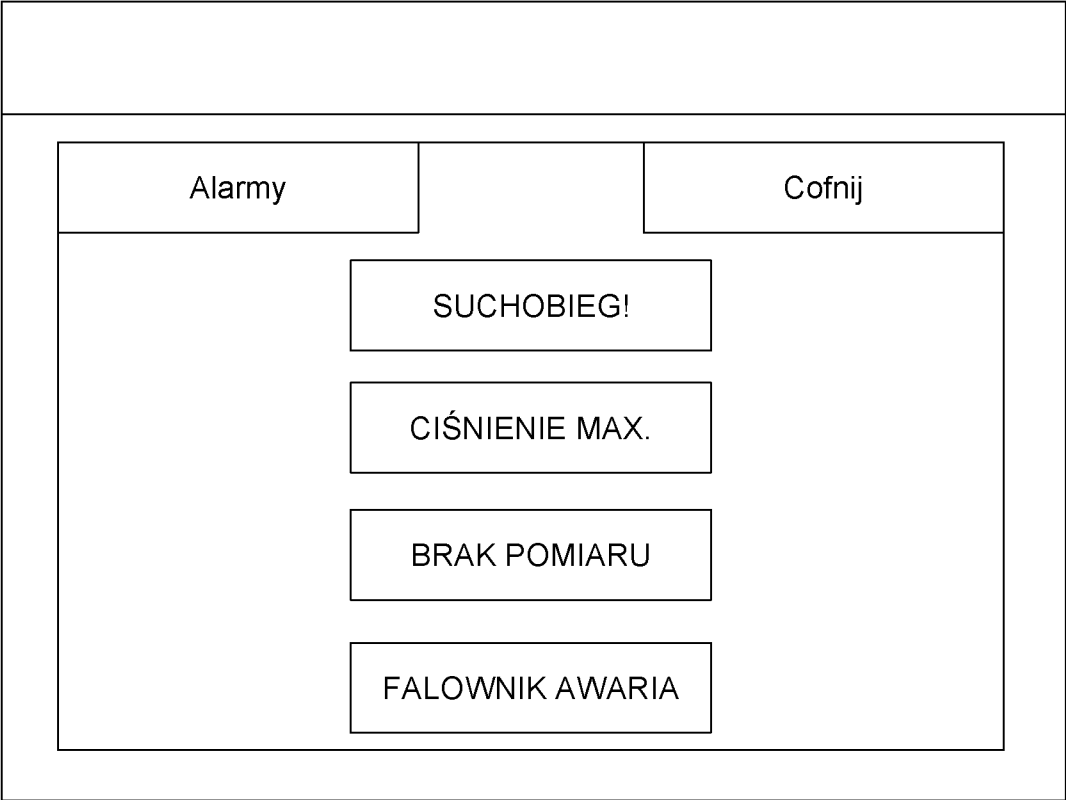 Alarmy
Cofnij
SUCHOBIEG!
CIŚNIENIE MAX.
BRAK POMIARU
FALOWNIK AWARIA